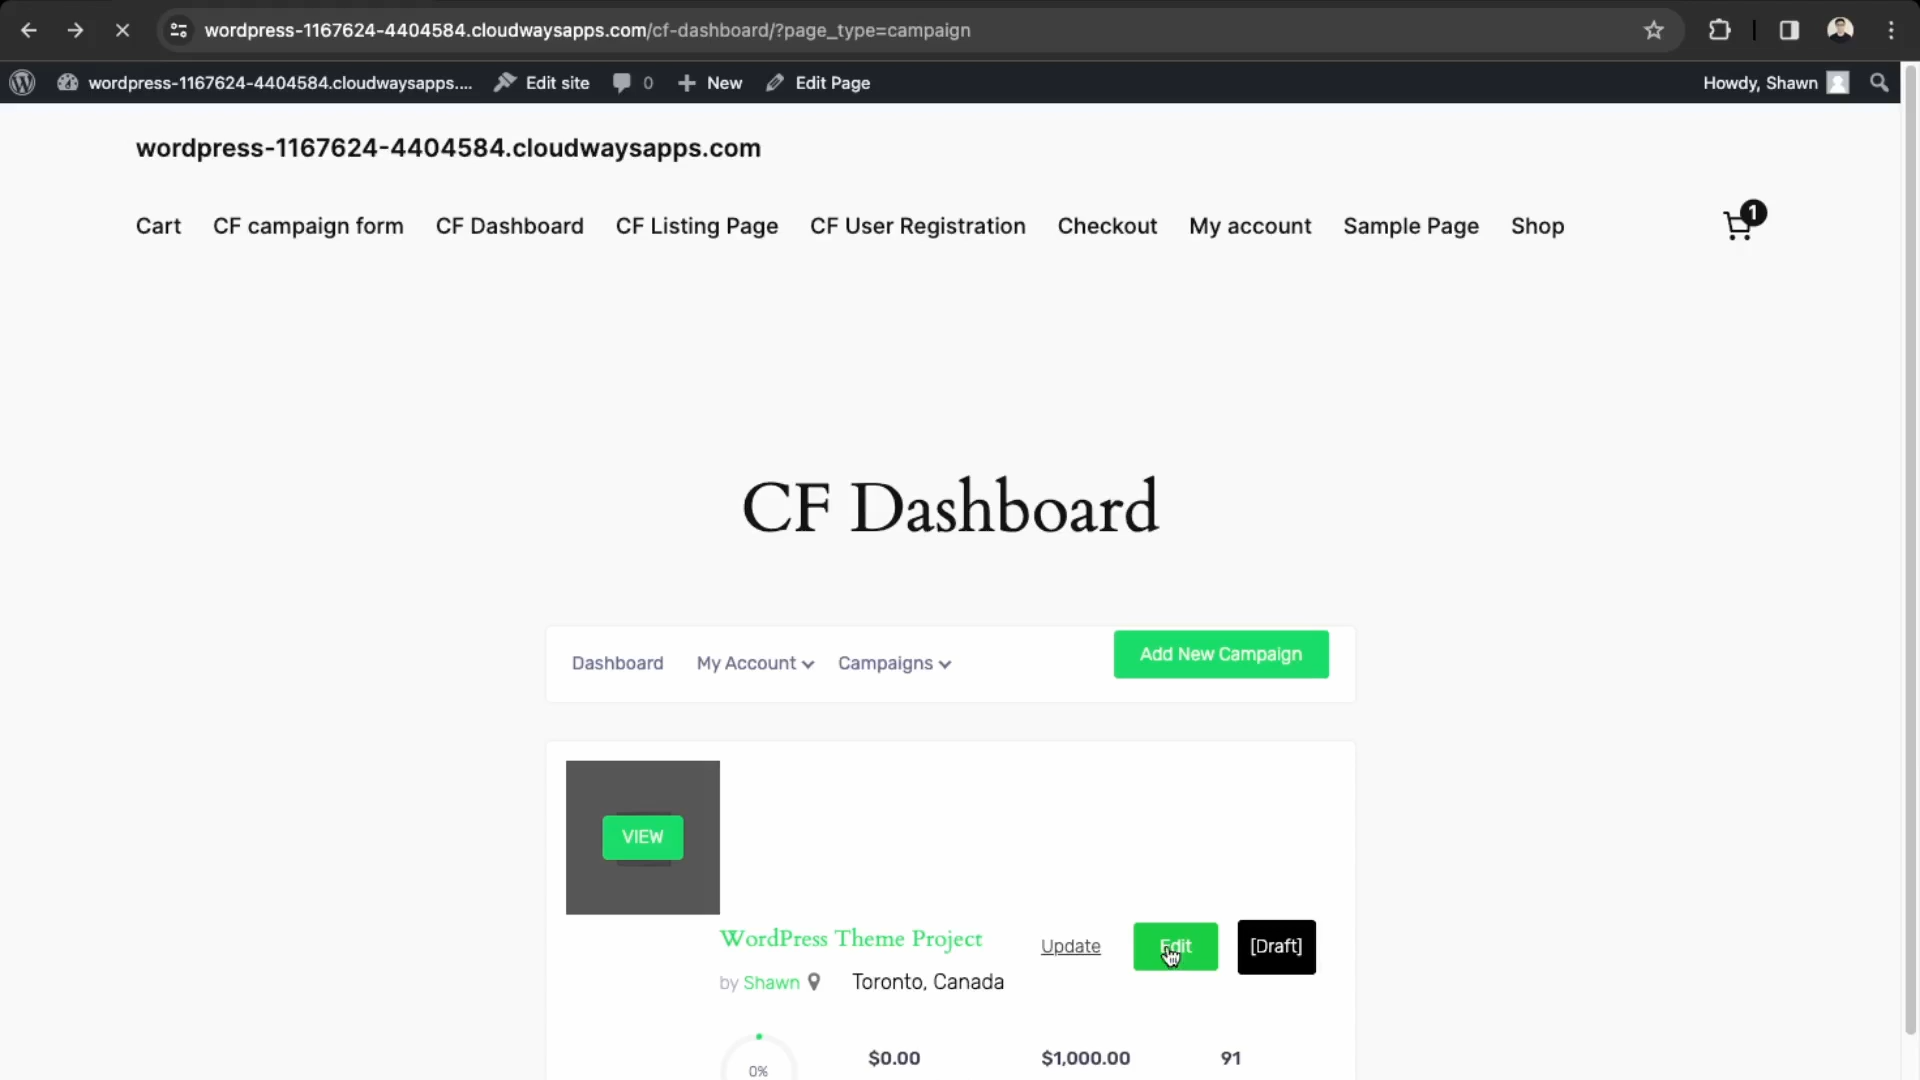 wordpress-1167624-4404584.cloudwaysapps.com/cf-dashboard/?page_type=campaign
wordpress-1167624-4404584.cloudwaysapps.... Edit site 0 New Edit Page Howdy, Shawn
wordpress-1167624-4404584.cloudwaysapps.com
Cart CF campaign form CF Dashboard CF Listing Page CF User Registration Checkout My account Sample Page Shop 1
CF Dashboard
Dashboard My Account Campaigns Add New Campaign
VIEW
WordPress Theme Project Update Edit [Draft]
by Shawn Toronto, Canada
0% $0.00 $1,000.00 91